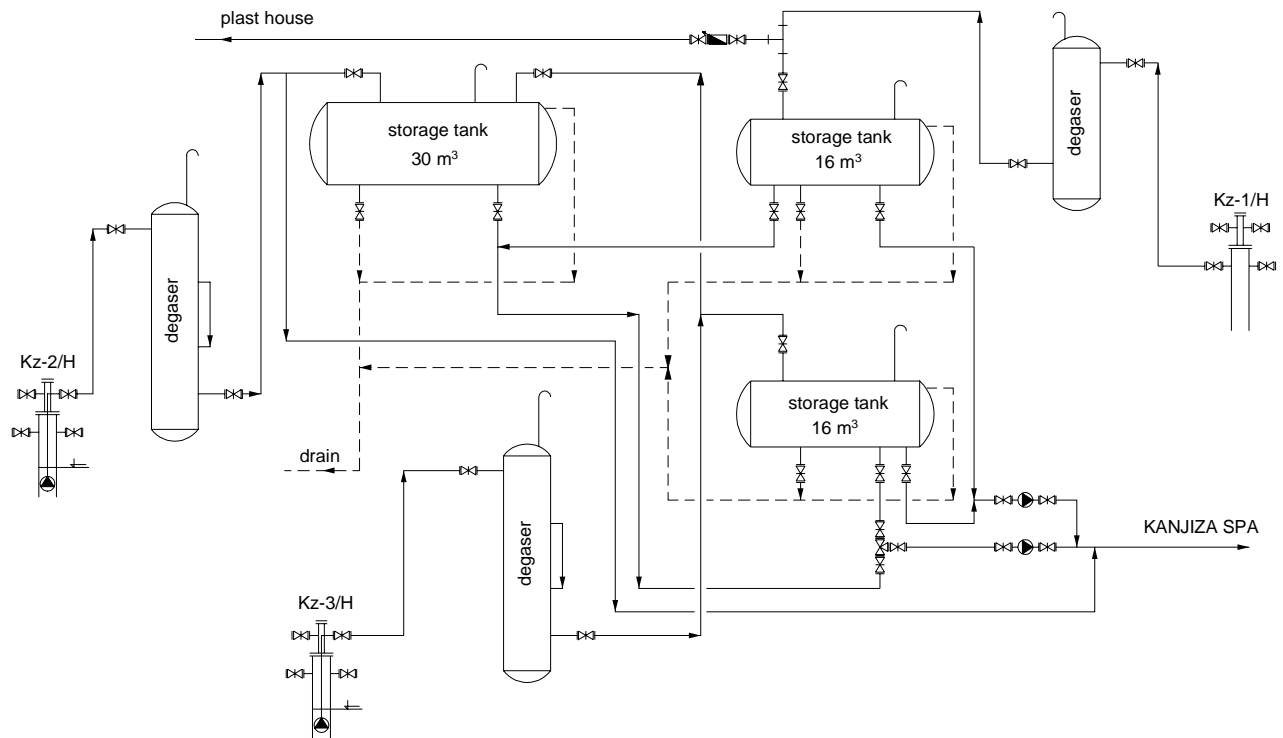 plast house
storage tank
30 m³
storage tank
16 m³
degaser
Kz-1/H
degaser
Kz-2/H
storage tank
16 m³
drain
degaser
KANJIZA SPA
Kz-3/H